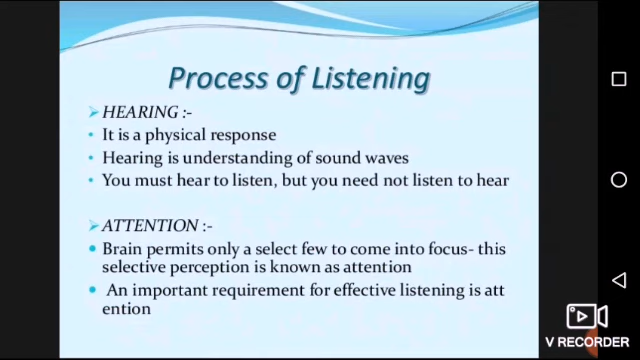 Process of Listening
HEARING :-
It is a physical response
Hearing is understanding of sound waves
You must hear to listen, but you need not listen to hear
ATTENTION :-
Brain permits only a select few to come into focus- this
selective perception is known as attention
An important requirement for effective listening is att
ention
V RECORDER